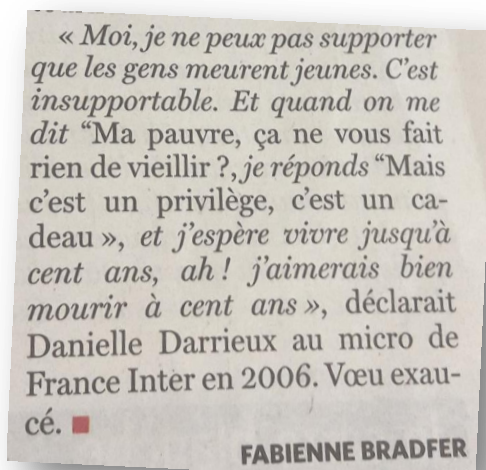 « Moi, je ne peux pas supporter
que les gens meurent jeunes. C’est
insupportable. Et quand on me
dit “Ma pauvre, ça ne vous fait
rien de vieillir ?, je réponds “Mais
c’est un privilège, c’est un ca-
deau », et j’espère vivre jusqu’à
cent ans, ah ! j’aimerais bien
mourir à cent ans », déclarait
Danielle Darrieux au micro de
France Inter en 2006. Vœu exau-
cé. ■
FABIENNE BRADFER